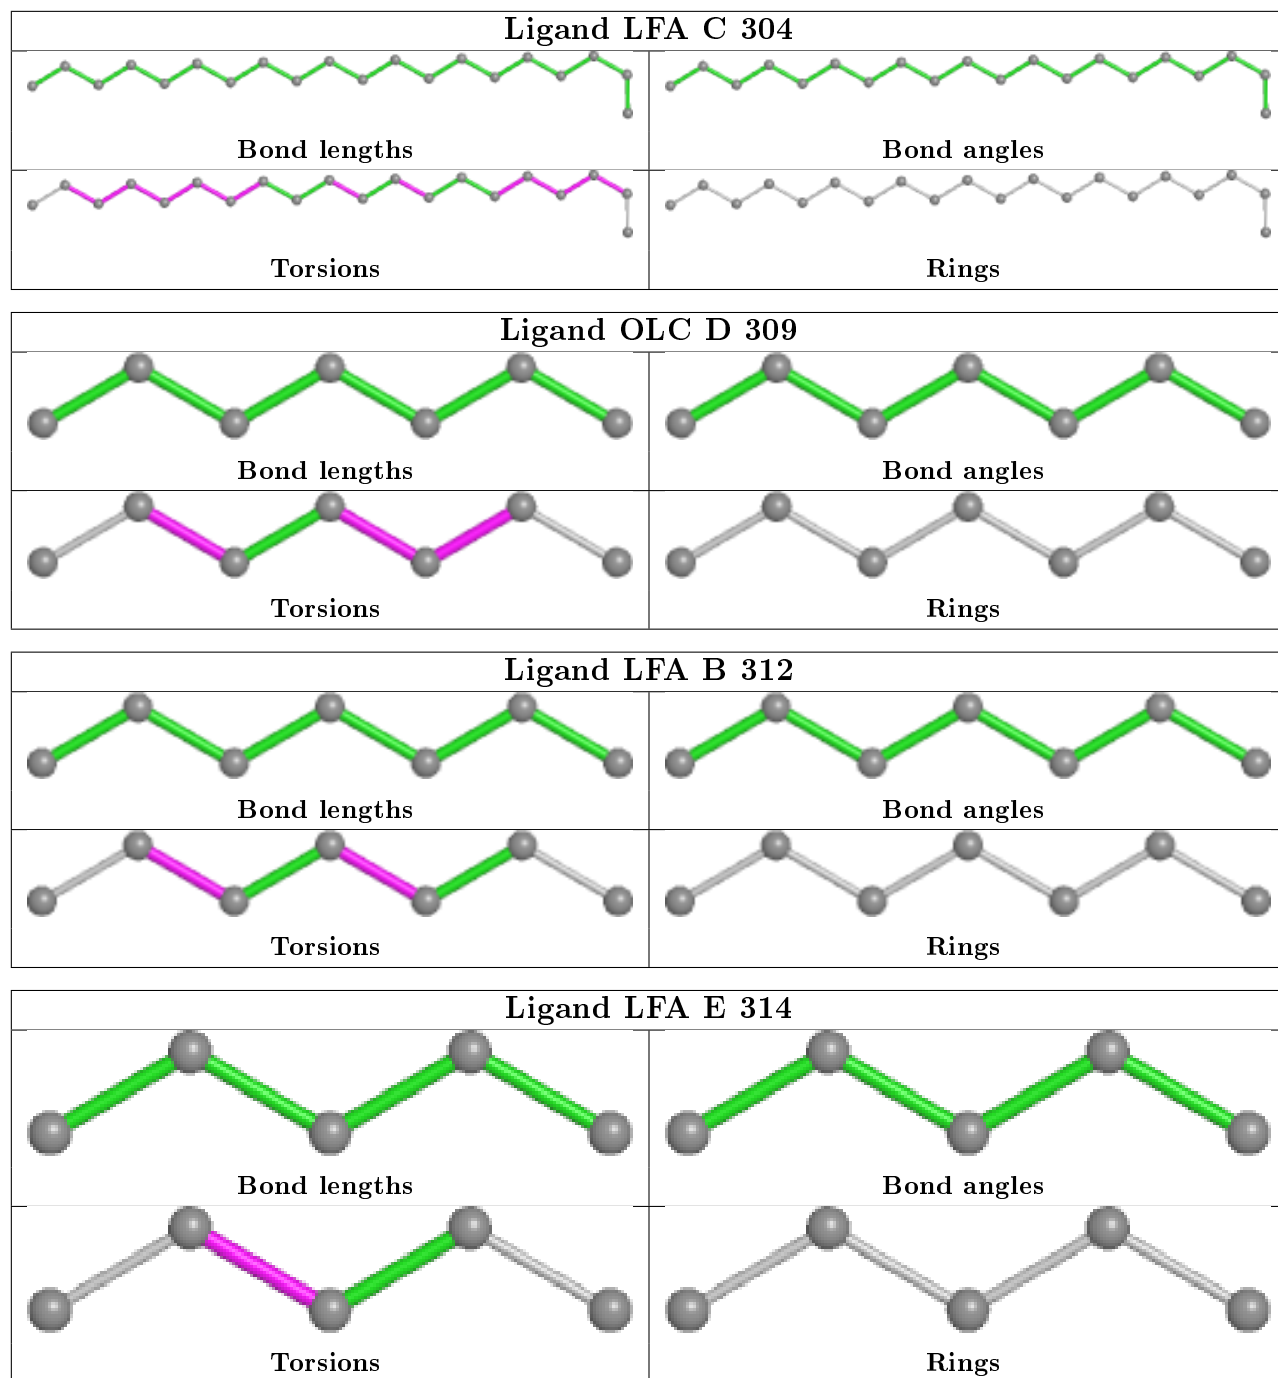 Ligand LFA C 304
Bond lengths Bond angles
Torsions Rings
Ligand OLC D 309
Bond lengths Bond angles
Torsions Rings
Ligand LFA B 312
Bond lengths Bond angles
Torsions Rings
Ligand LFA E 314
Bond lengths Bond angles
Torsions Rings